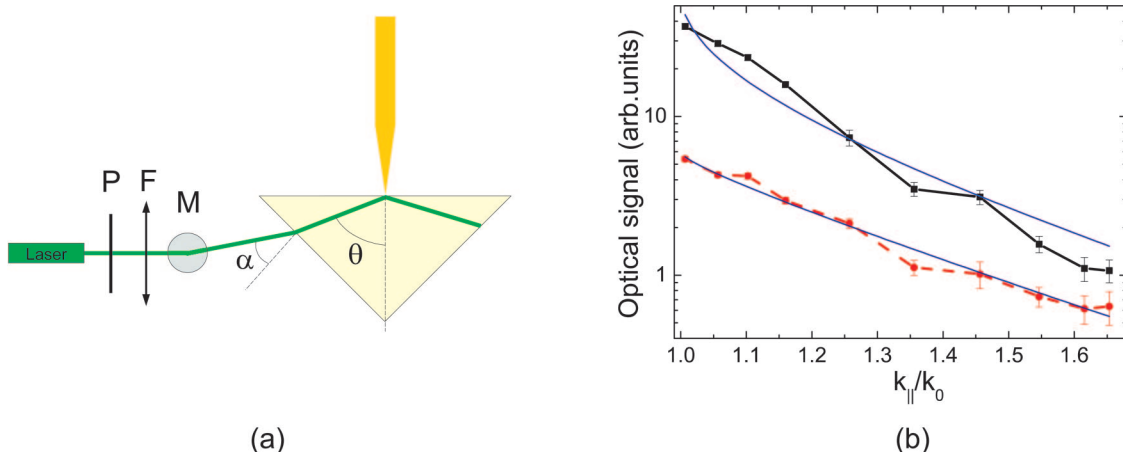 P F M
Laser
α
θ
(a)
Optical signal (arb.units)
10
1
1.0 1.1 1.2 1.3 1.4 1.5 1.6
k||/k0
(b)